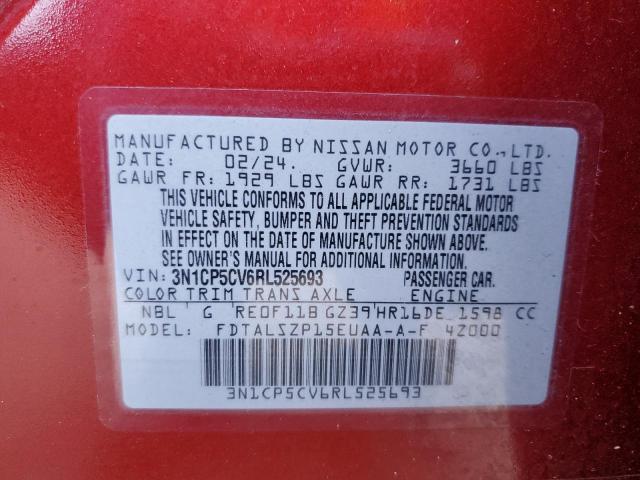 MANUFACTURED BY NISSAN MOTOR CO., LTD.
DATE: 02/24. GVWR: 3660 LBS
GAWR FR: 1929 LBS GAWR RR: 1731 LBS
THIS VEHICLE CONFORMS TO ALL APPLICABLE FEDERAL MOTOR
VEHICLE SAFETY, BUMPER AND THEFT PREVENTION STANDARDS
IN EFFECT ON THE DATE OF MANUFACTURE SHOWN ABOVE.
SEE OWNER'S MANUAL FOR ADDITIONAL INFORMATION.
VIN: 3N1CP5CV6RL525693 PASSENGER CAR.
COLOR TRIM TRANS AXLE ENGINE
NBL G RE0F11B GZ39 HR16DE 1598 CC
MODEL: FDTALSZP15EUAA-A-F 4Z000
3N1CP5CV6RL525693